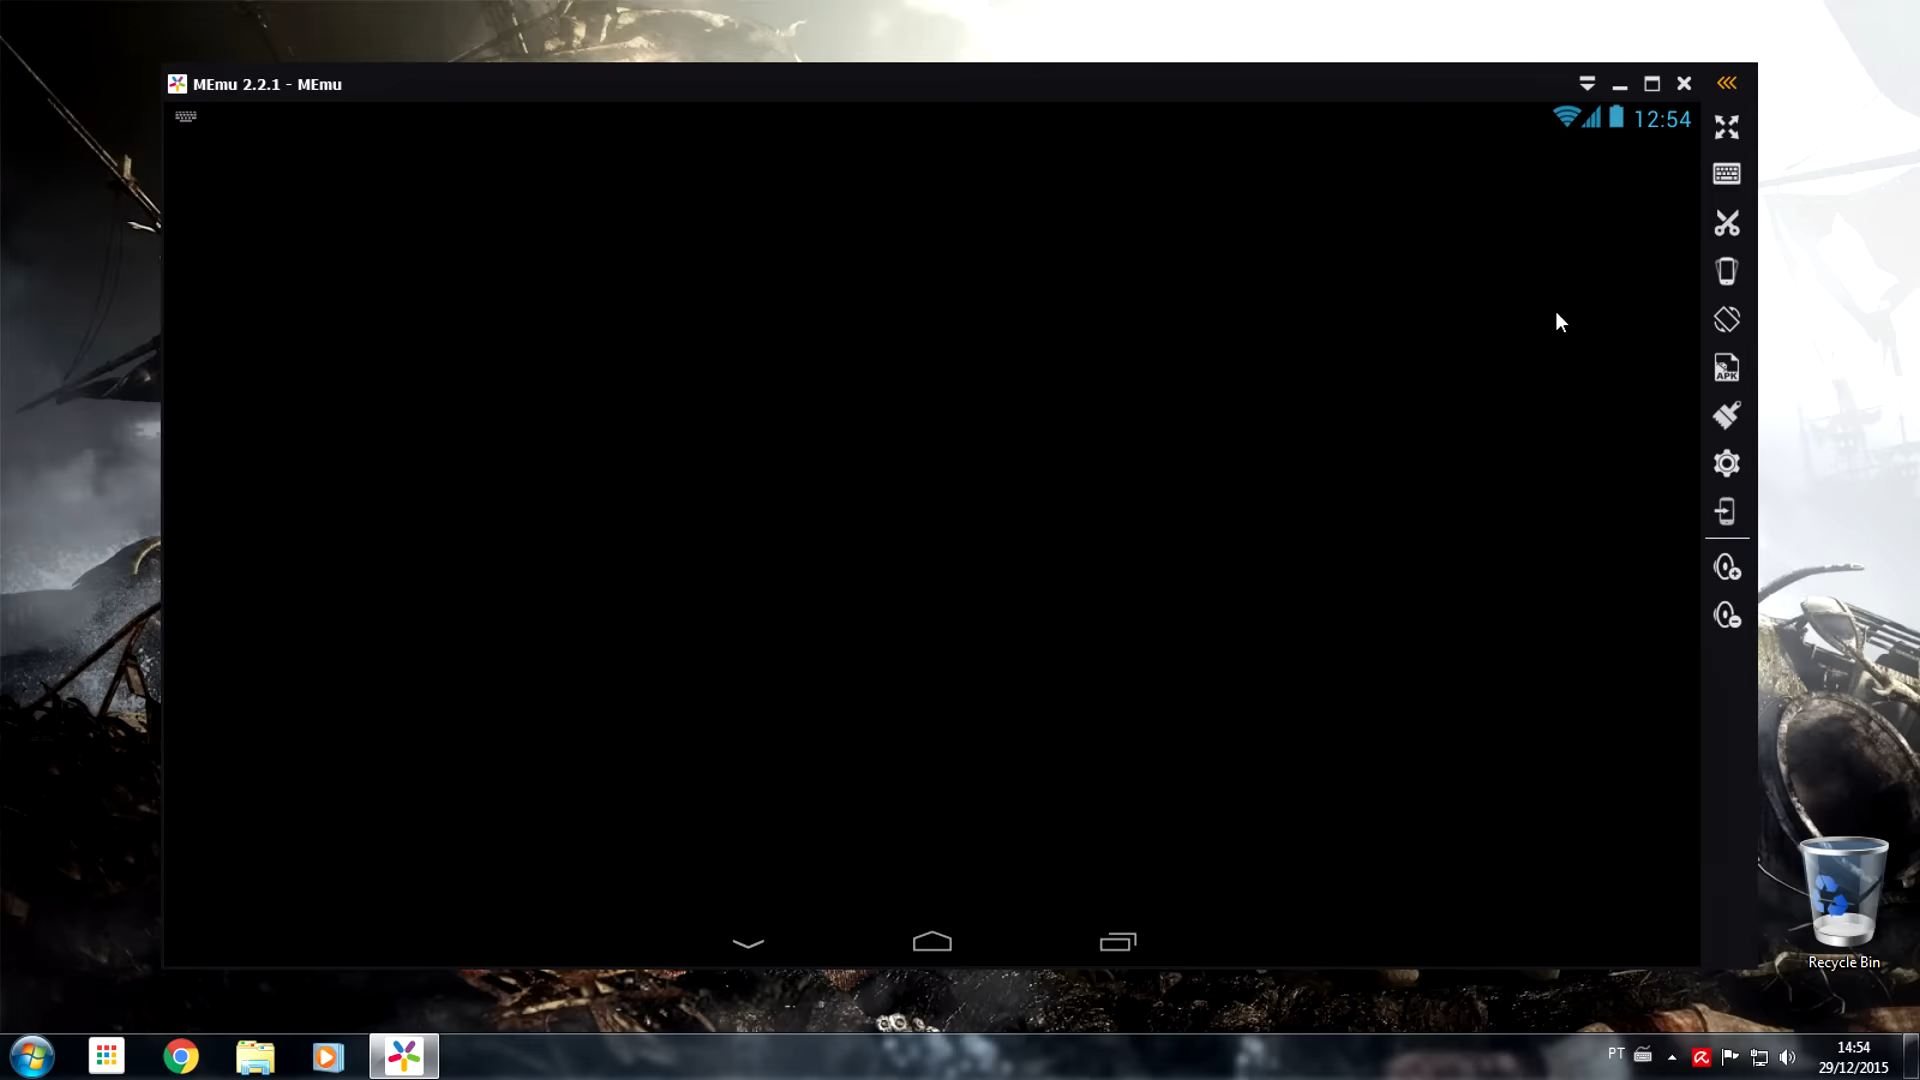 MEmu 2.2.1 - MEmu
12:54
APK
Recycle Bin
PT
14:54
29/12/2015